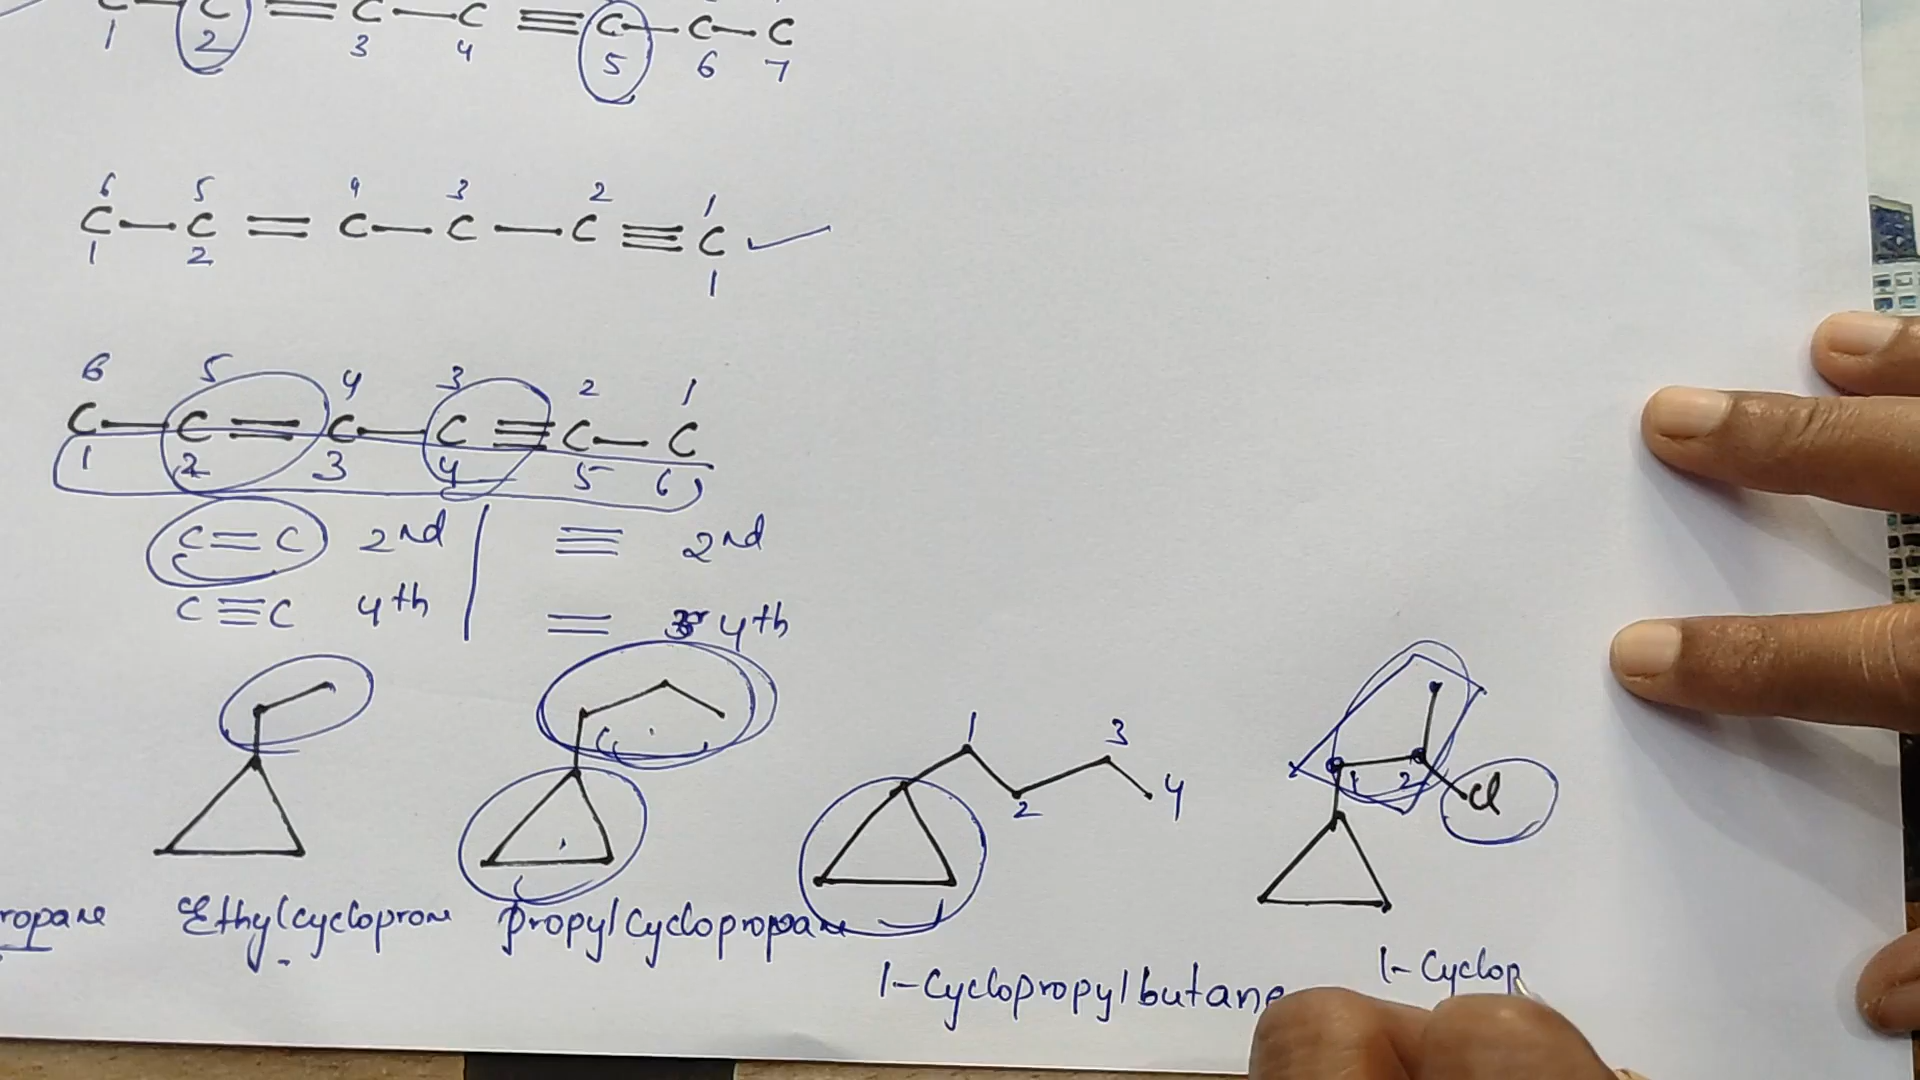 C — C = C — C ≡ C — C — C
1 2 3 4 5 6 7
6 5 4 3 2 1
C — C = C — C — C ≡ C
1 2 1
6 5 4 3 2 1
C — C = C — C ≡ C — C
1 2 3 4 5 6
C = C 2nd ≡ 2nd
C ≡ C 4th = 4th
1 2 3 4
1 2 Cl
ropane Ethylcycloprone propylcyclopropane
1-cyclopropylbutane 1-cyclop